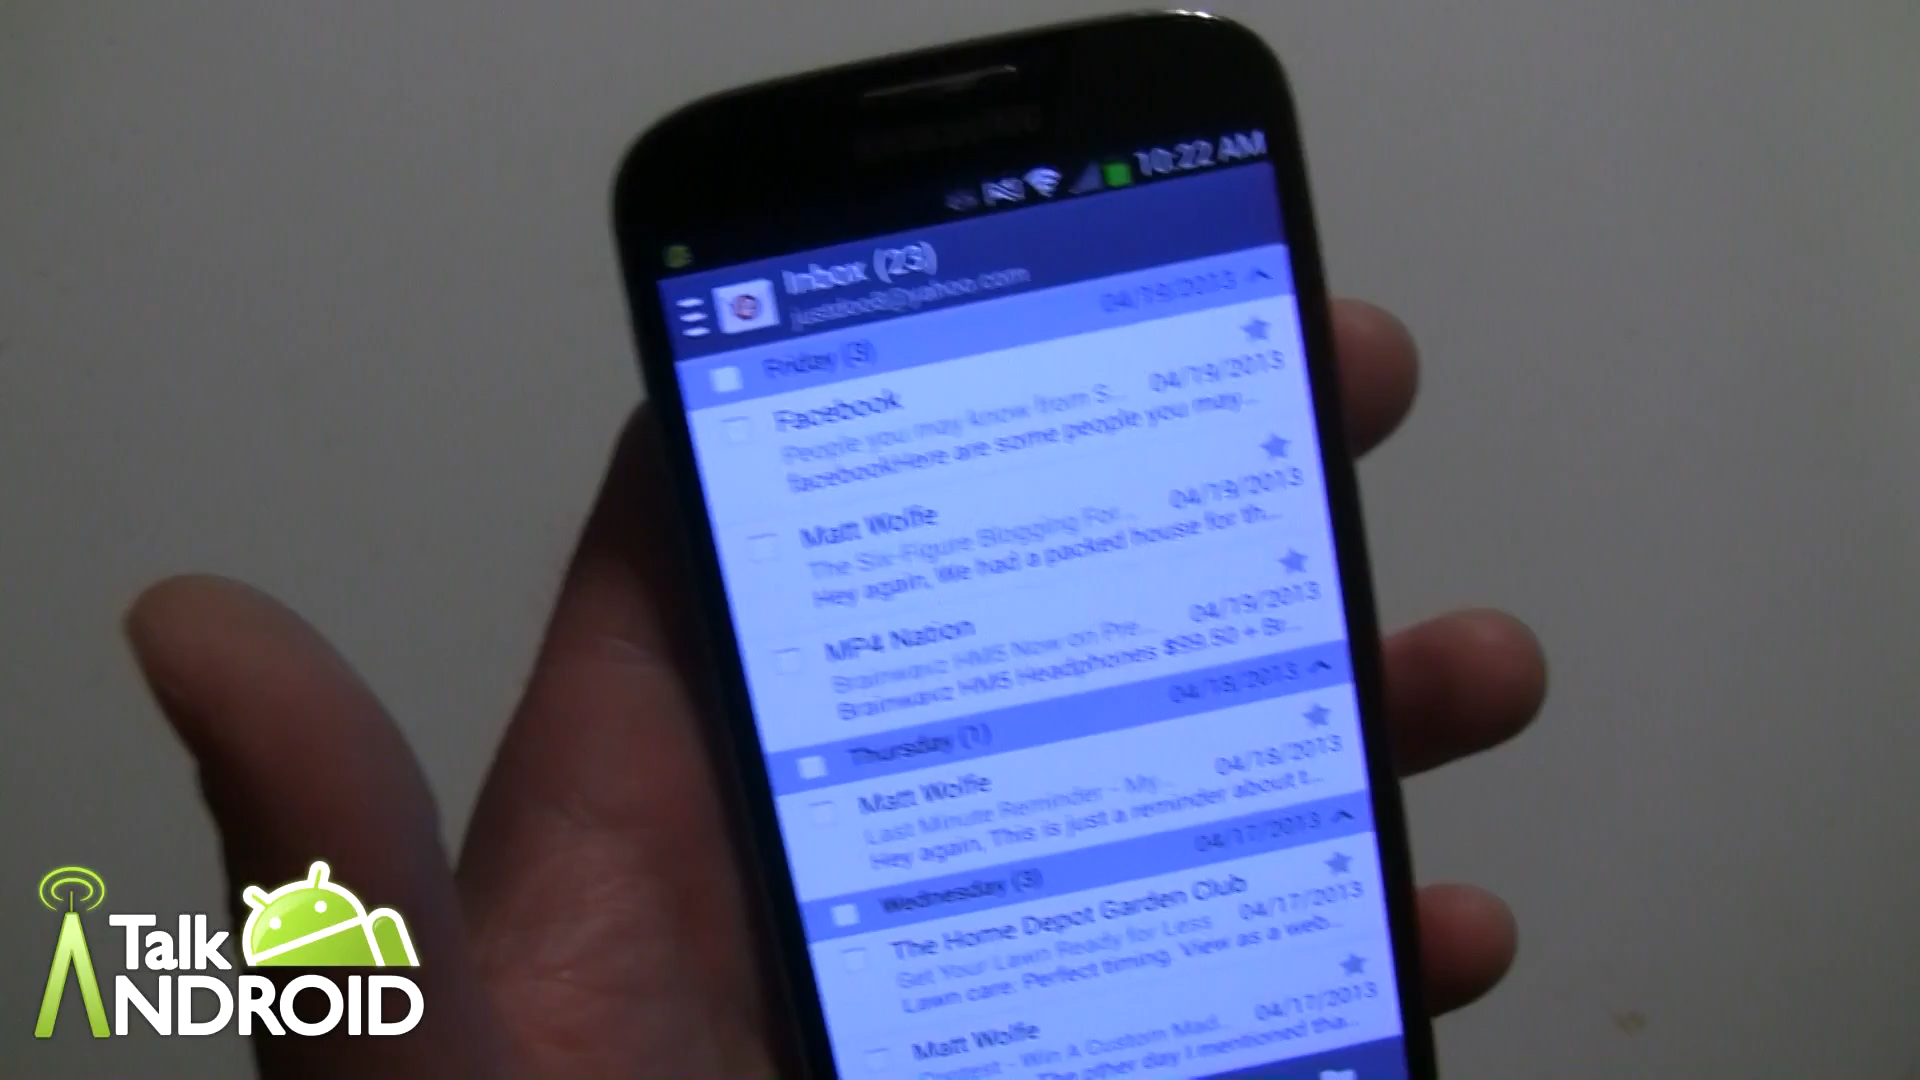 10:22 AM
Inbox (23)
@yahoo.com
Friday (3) 04/19/2013
Facebook
People you may know from S... 04/19/2013
facebookHere are some people you may...
Matt Wolfe
The Six-Figure Blogging For... 04/19/2013
Hey again, We had a packed house for th...
MP4 Nation
Brainwavz HM5 Now on Pre... 04/19/2013
Brainwavz HM5 Headphones $99.50 + Br...
Thursday (1) 04/18/2013
Matt Wolfe
Last Minute Reminder - My... 04/18/2013
Hey again, This is just a reminder about t...
Wednesday (3) 04/17/2013
The Home Depot Garden Club
Get Your Lawn Ready for Less 04/17/2013
Lawn care: Perfect timing. View as a web...
Matt Wolfe
Contest - Win A Custom Mad... 04/17/2013
The other day I mentioned tha...
Talk
ANDROID